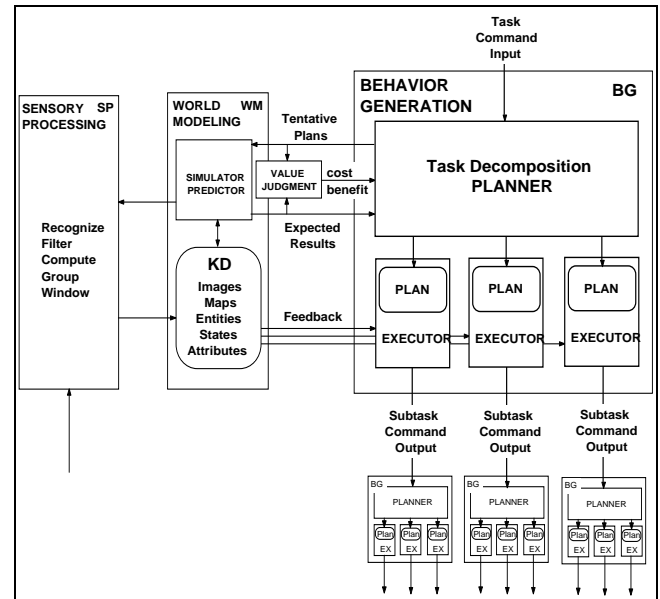 Task
Command
Input
SENSORY SP
PROCESSING
Recognize
Filter
Compute
Group
Window
WORLD WM
MODELING
SIMULATOR
PREDICTOR
KD
Images
Maps
Entities
States
Attributes
Tentative
Plans
VALUE
JUDGMENT
cost
benefit
Expected
Results
Feedback
BEHAVIOR BG
GENERATION
Task Decomposition
PLANNER
PLAN
EXECUTOR
PLAN
EXECUTOR
PLAN
EXECUTOR
Subtask
Command
Output
Subtask
Command
Output
Subtask
Command
Output
BG
PLANNER
Plan Plan Plan
EX EX EX
BG
PLANNER
Plan Plan Plan
EX EX EX
BG
PLANNER
Plan Plan Plan
EX EX EX